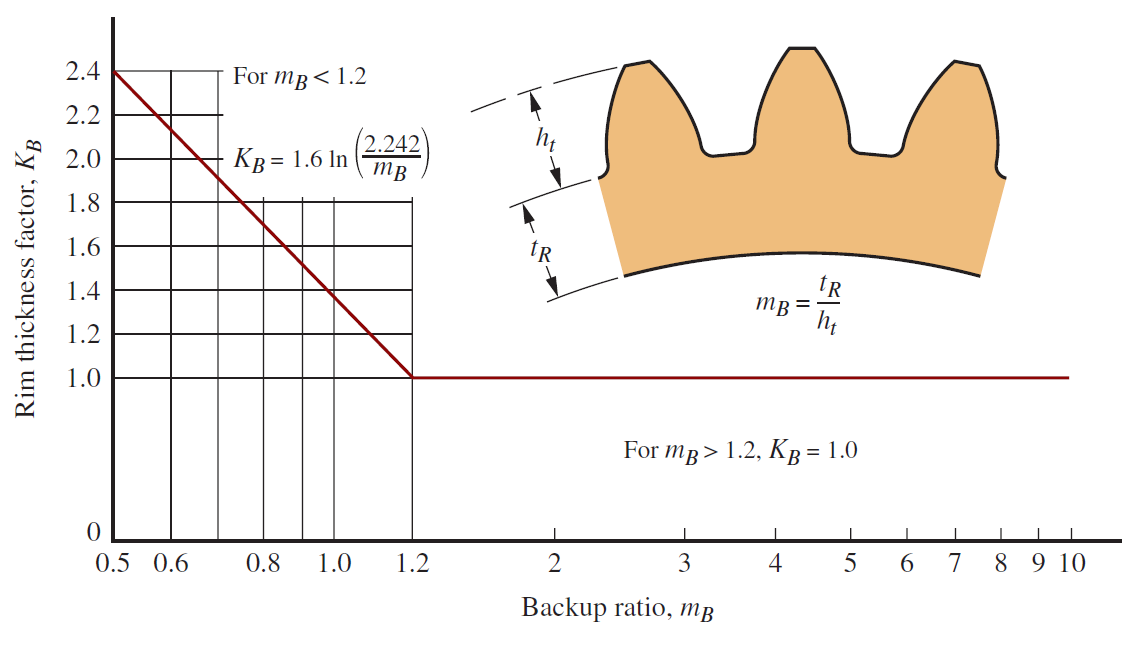 Rim thickness factor, K_B
2.4
2.2
2.0
1.8
1.6
1.4
1.2
1.0
0
For m_B < 1.2
K_B = 1.6 ln (2.242/m_B)
h_t
t_R
m_B = t_R/h_t
For m_B > 1.2, K_B = 1.0
0.5 0.6 0.8 1.0 1.2 2 3 4 5 6 7 8 9 10
Backup ratio, m_B